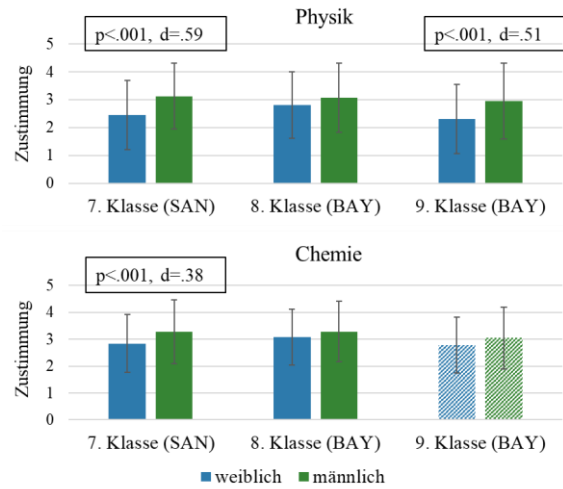 Physik
p<.001, d=.59
p<.001, d=.51
Zustimmung
5
4
3
2
1
0
7. Klasse (SAN) 8. Klasse (BAY) 9. Klasse (BAY)
Chemie
p<.001, d=.38
Zustimmung
5
4
3
2
1
0
7. Klasse (SAN) 8. Klasse (BAY) 9. Klasse (BAY)
weiblich männlich